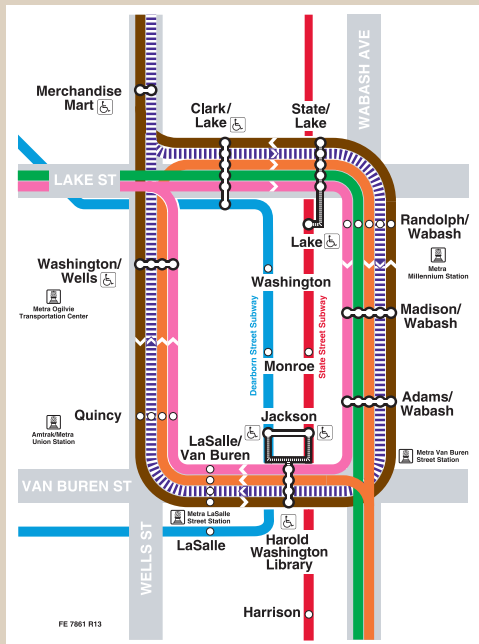 WABASH AVE
Merchandise
Mart
Clark/
Lake
State/
Lake
LAKE ST
Lake
Randolph/
Wabash
Metra
Millennium Station
Washington/
Wells
Metra Ogilvie
Transportation Center
Washington
Madison/
Wabash
Dearborn Street Subway
State Street Subway
Monroe
Adams/
Wabash
Quincy
Jackson
Amtrak/Metra
Union Station
LaSalle/
Van Buren
Metra Van Buren
Street Station
VAN BUREN ST
Metra LaSalle
Street Station
LaSalle
Harold
Washington
Library
WELLS ST
Harrison
FE 7861 R13